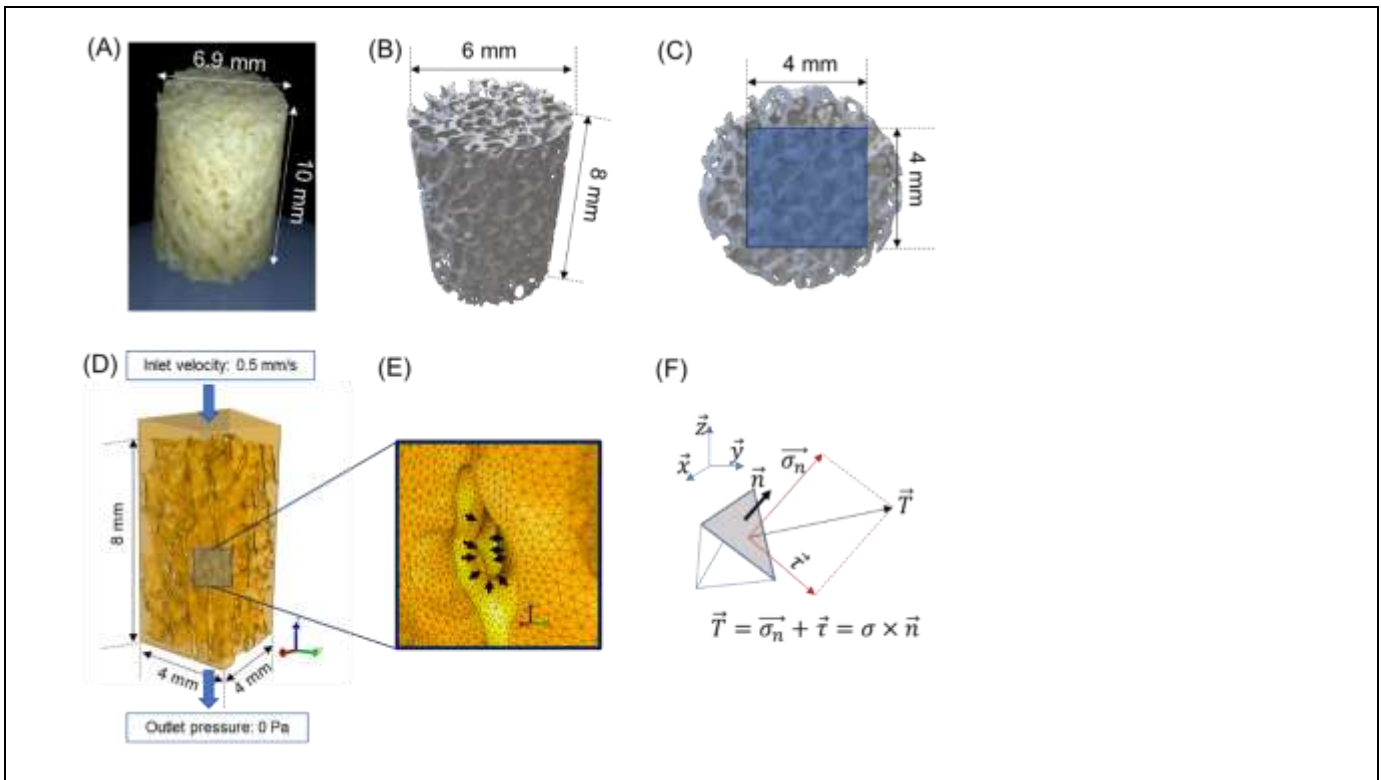 (A)
6.9 mm
10 mm
(B)
6 mm
8 mm
(C)
4 mm
4 mm
(D)
Inlet velocity: 0.5 mm/s
8 mm
4 mm
4 mm
Outlet pressure: 0 Pa
(E)
(F)
z⃗
x⃗
y⃗
n⃗
σₙ⃗
T⃗
τ⃗
T⃗ = σₙ⃗ + τ⃗ = σ × n⃗